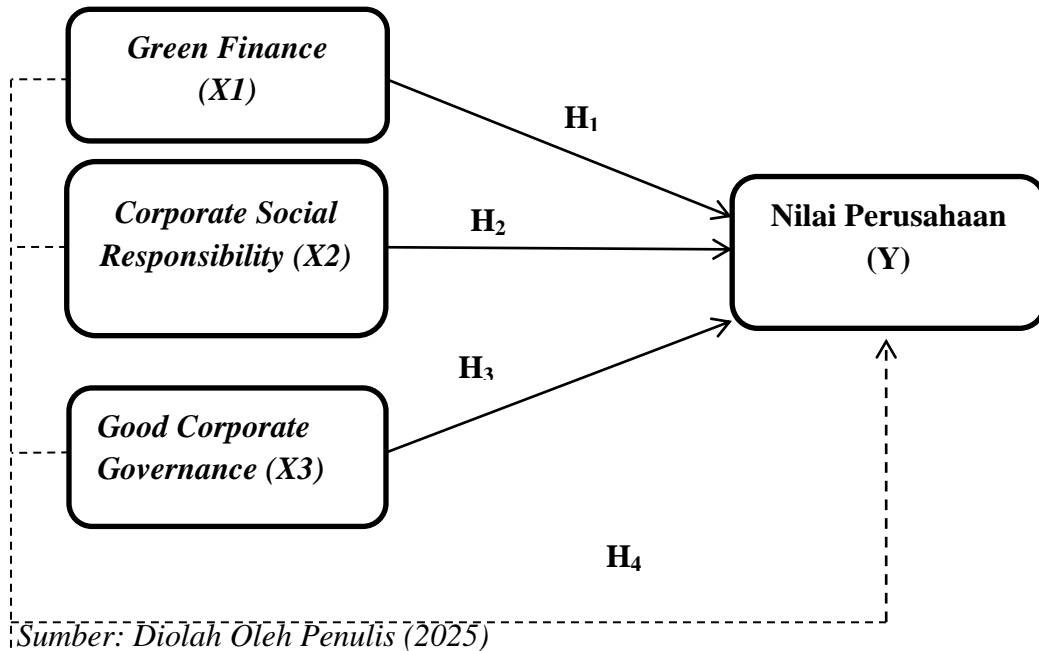 Green Finance
(X1)
H₁
Corporate Social
Responsibility (X2)
H₂
Nilai Perusahaan
(Y)
H₃
Good Corporate
Governance (X3)
H₄
Sumber: Diolah Oleh Penulis (2025)